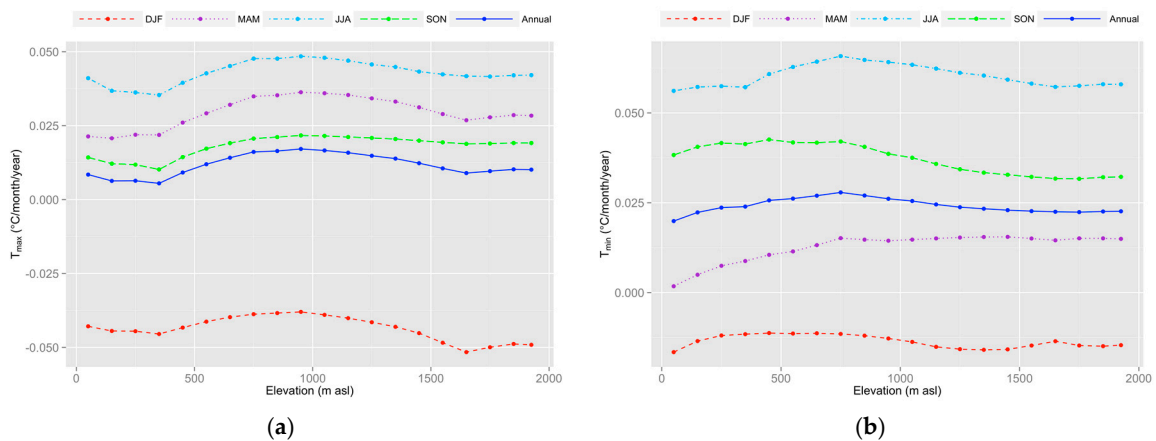 DJF MAM JJA SON Annual
0.050
0.025
0.000
-0.025
-0.050
Tmax (°C/month/year)
0 500 1000 1500 2000
Elevation (m asl)
(a)
DJF MAM JJA SON Annual
0.050
0.025
0.000
Tmin (°C/month/year)
0 500 1000 1500 2000
Elevation (m asl)
(b)